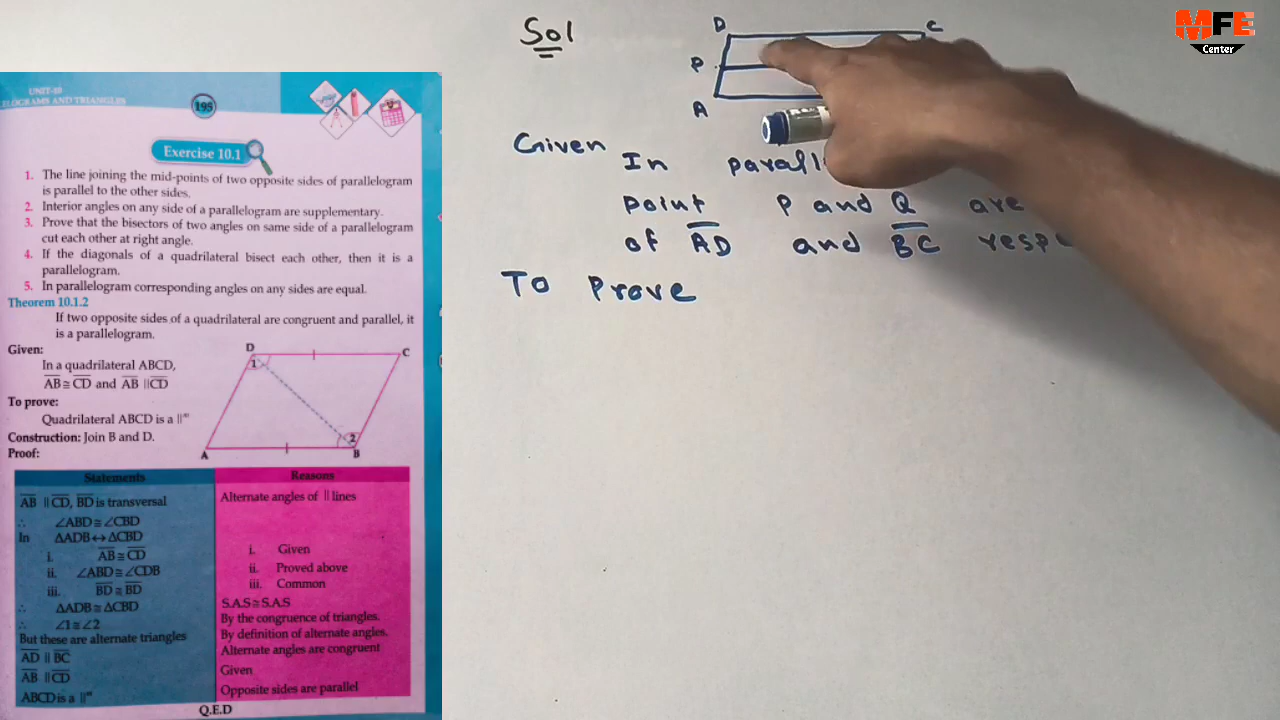 UNIT-10
LOGRAMS AND TRIANGLES
195
Exercise 10.1
1. The line joining the mid-points of two opposite sides of parallelogram
is parallel to the other sides.
2. Interior angles on any side of a parallelogram are supplementary.
3. Prove that the bisectors of two angles on same side of a parallelogram
cut each other at right angle.
4. If the diagonals of a quadrilateral bisect each other, then it is a
parallelogram.
5. In parallelogram corresponding angles on any sides are equal.
Theorem 10.1.2
If two opposite sides of a quadrilateral are congruent and parallel, it
is a parallelogram.
Given:
In a quadrilateral ABCD,
AB ≅ CD and AB ∥ CD
To prove:
Quadrilateral ABCD is a ∥ᵐ
Construction: Join B and D.
Proof:
D
C
1
2
A
B
Statements
Reasons
AB ∥ CD, BD is transversal
Alternate angles of ∥ lines
∴ ∠ABD ≅ ∠CBD
In ΔADB ↔ ΔCBD
i. AB ≅ CD
i. Given
ii. ∠ABD ≅ ∠CDB
ii. Proved above
iii. BD ≅ BD
iii. Common
∴ ΔADB ≅ ΔCBD
S.A.S ≅ S.A.S
∴ ∠1 ≅ ∠2
By the congruence of triangles.
But these are alternate triangles
By definition of alternate angles.
AD ∥ BC
Alternate angles are congruent
AB ∥ CD
Given
ABCD is a ∥ᵐ
Opposite sides are parallel
Q.E.D
MFE
Center
Sol
D
C
P
A
Given
In parall
point P and Q are
of AD and BC resp
To Prove